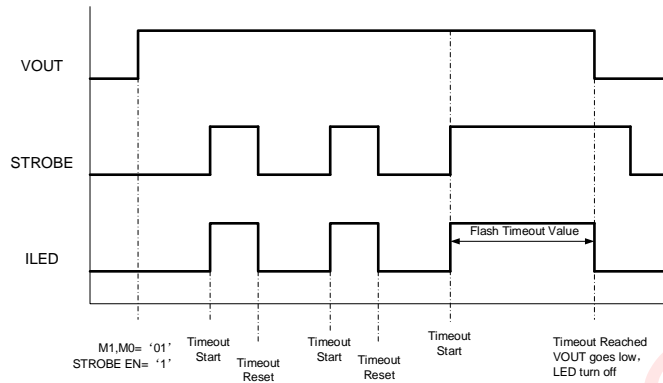 VOUT
STROBE
ILED
Flash Timeout Value
M1,M0= ‘01’
STROBE EN= ‘1’
Timeout
Start
Timeout
Reset
Timeout
Start
Timeout
Reset
Timeout
Start
Timeout Reached
VOUT goes low,
LED turn off